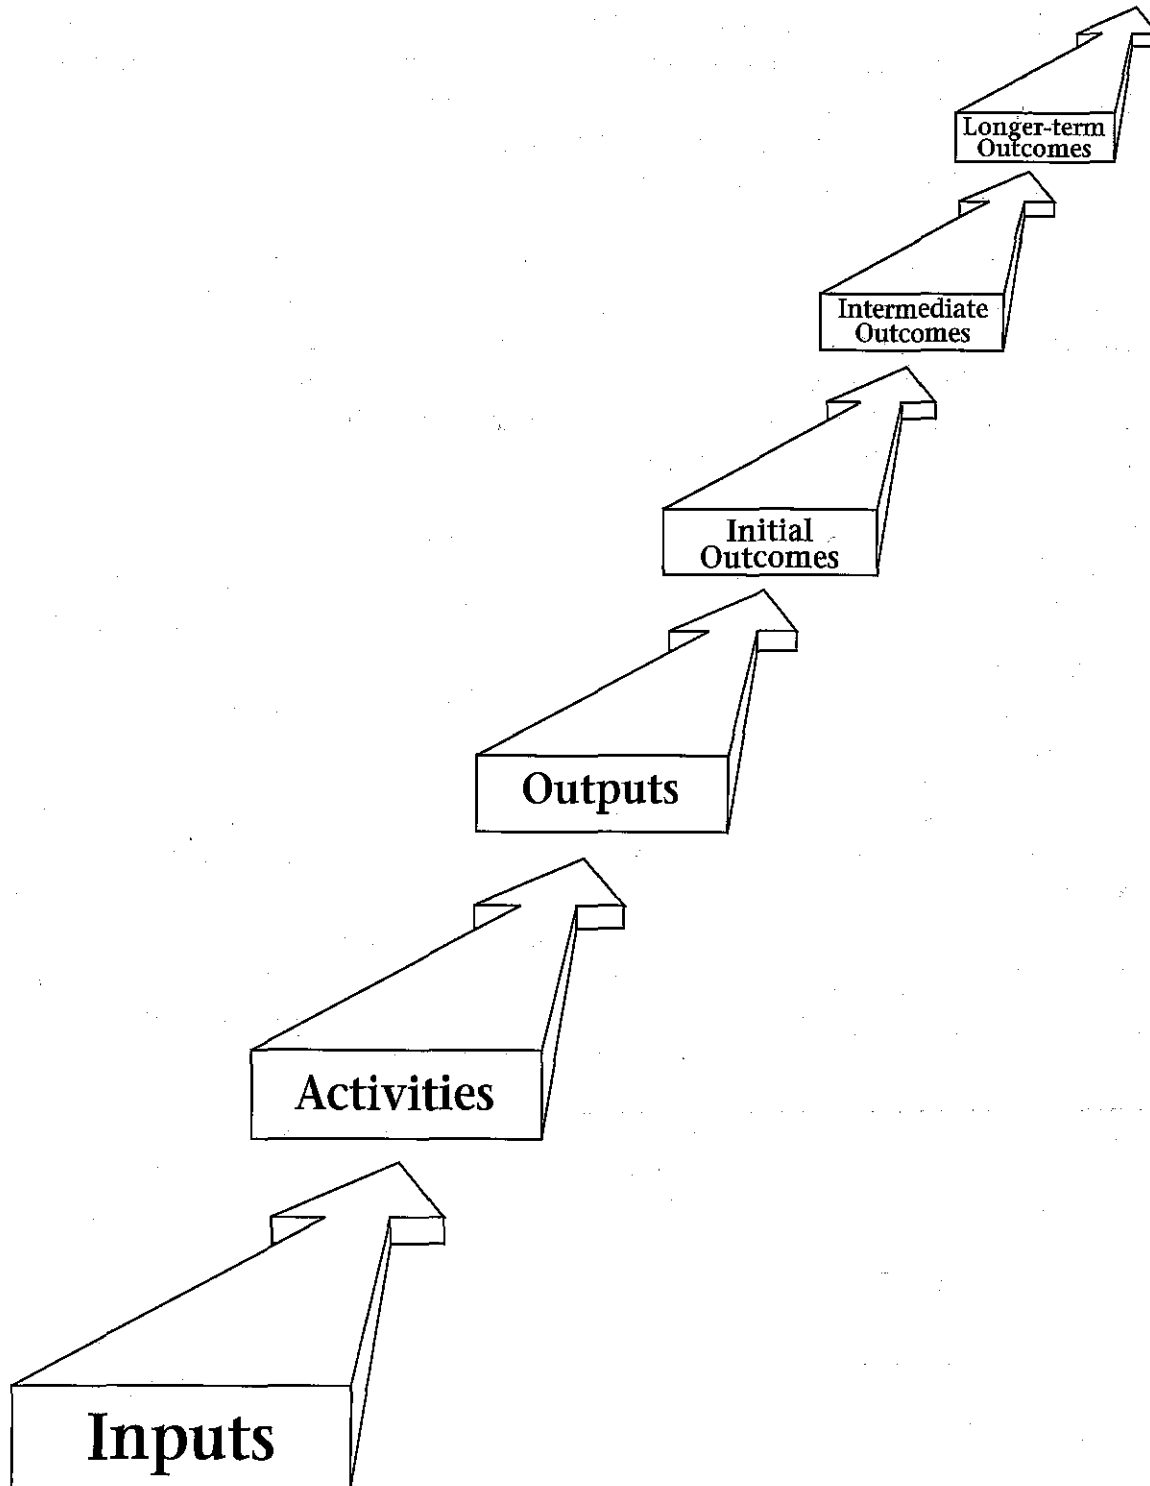 Longer-term
Outcomes
Intermediate
Outcomes
Initial
Outcomes
Outputs
Activities
Inputs